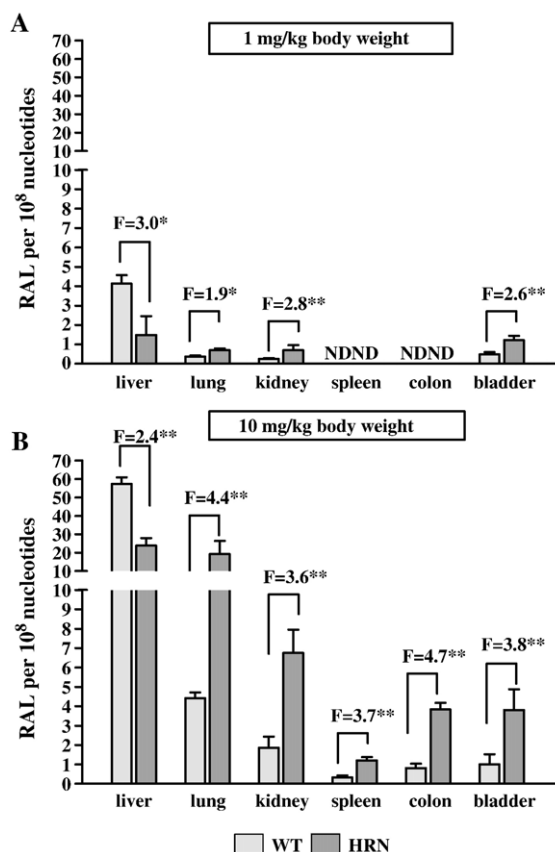 A
1 mg/kg body weight
RAL per 10⁸ nucleotides
70
60
50
40
30
20
10
10
9
8
7
6
5
4
3
2
1
0
F=3.0*
F=1.9*
F=2.8**
NDND
NDND
F=2.6**
liver lung kidney spleen colon bladder
B
10 mg/kg body weight
RAL per 10⁸ nucleotides
70
60
50
40
30
20
10
10
9
8
7
6
5
4
3
2
1
0
F=2.4**
F=4.4**
F=3.6**
F=3.7**
F=4.7**
F=3.8**
liver lung kidney spleen colon bladder
WT HRN